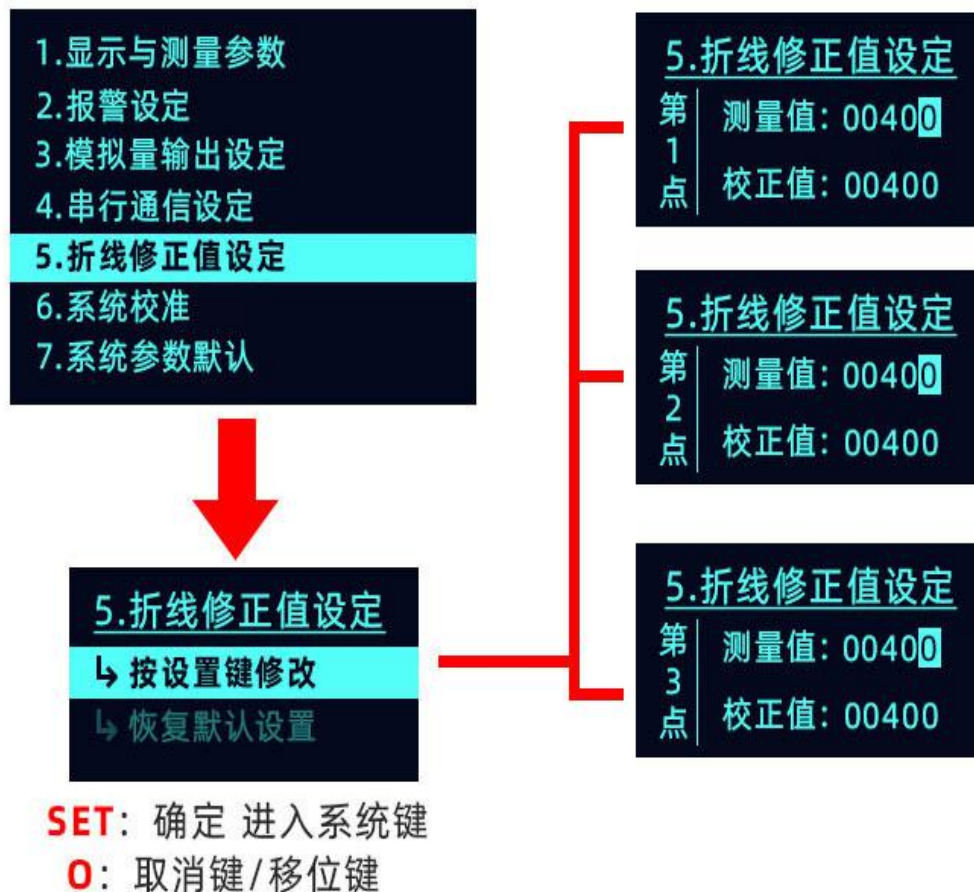 1.显示与测量参数
2.报警设定
3.模拟量输出设定
4.串行通信设定
5.折线修正值设定
6.系统校准
7.系统参数默认
5.折线修正值设定
↳ 按设置键修改
↳ 恢复默认设置
SET：确定 进入系统键
O：取消键/移位键
5.折线修正值设定
第1点
测量值：00400
校正值：00400
5.折线修正值设定
第2点
测量值：00400
校正值：00400
5.折线修正值设定
第3点
测量值：00400
校正值：00400